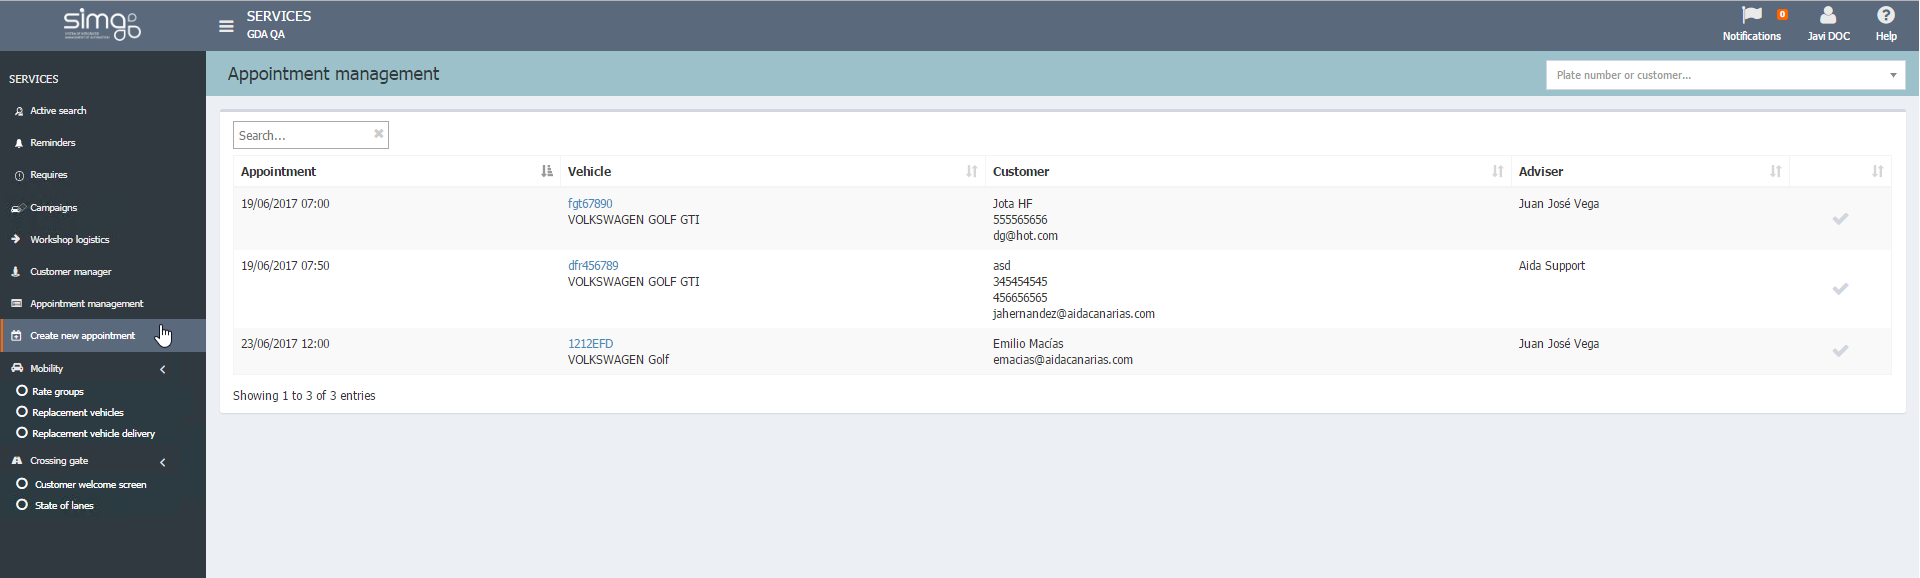 simgo
SERVICES
GDA QA
0
Notifications
Javi DOC
Help
SERVICES
Active search
Reminders
Requires
Campaigns
Workshop logistics
Customer manager
Appointment management
Create new appointment
Mobility
Rate groups
Replacement vehicles
Replacement vehicle delivery
Crossing gate
Customer welcome screen
State of lanes
Appointment management
Plate number or customer...
Search...
Appointment Vehicle Customer Adviser
19/06/2017 07:00 fgt67890 Jota HF Juan José Vega
VOLKSWAGEN GOLF GTI 555565656
dg@hot.com
19/06/2017 07:50 dfr456789 asd Aida Support
VOLKSWAGEN GOLF GTI 345454545
456656565
jahernandez@aidacanarias.com
23/06/2017 12:00 1212EFD Emilio Macías Juan José Vega
VOLKSWAGEN Golf emacias@aidacanarias.com
Showing 1 to 3 of 3 entries